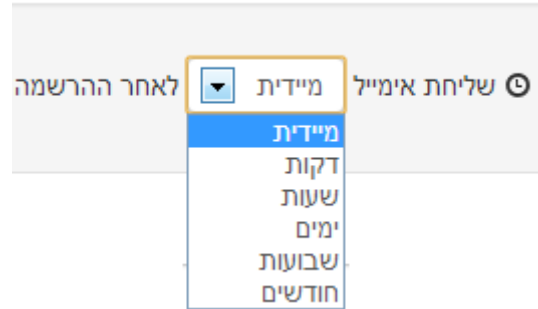 שליחת אימייל מיידית לאחר ההרשמה
מיידית
דקות
שעות
ימים
שבועות
חודשים